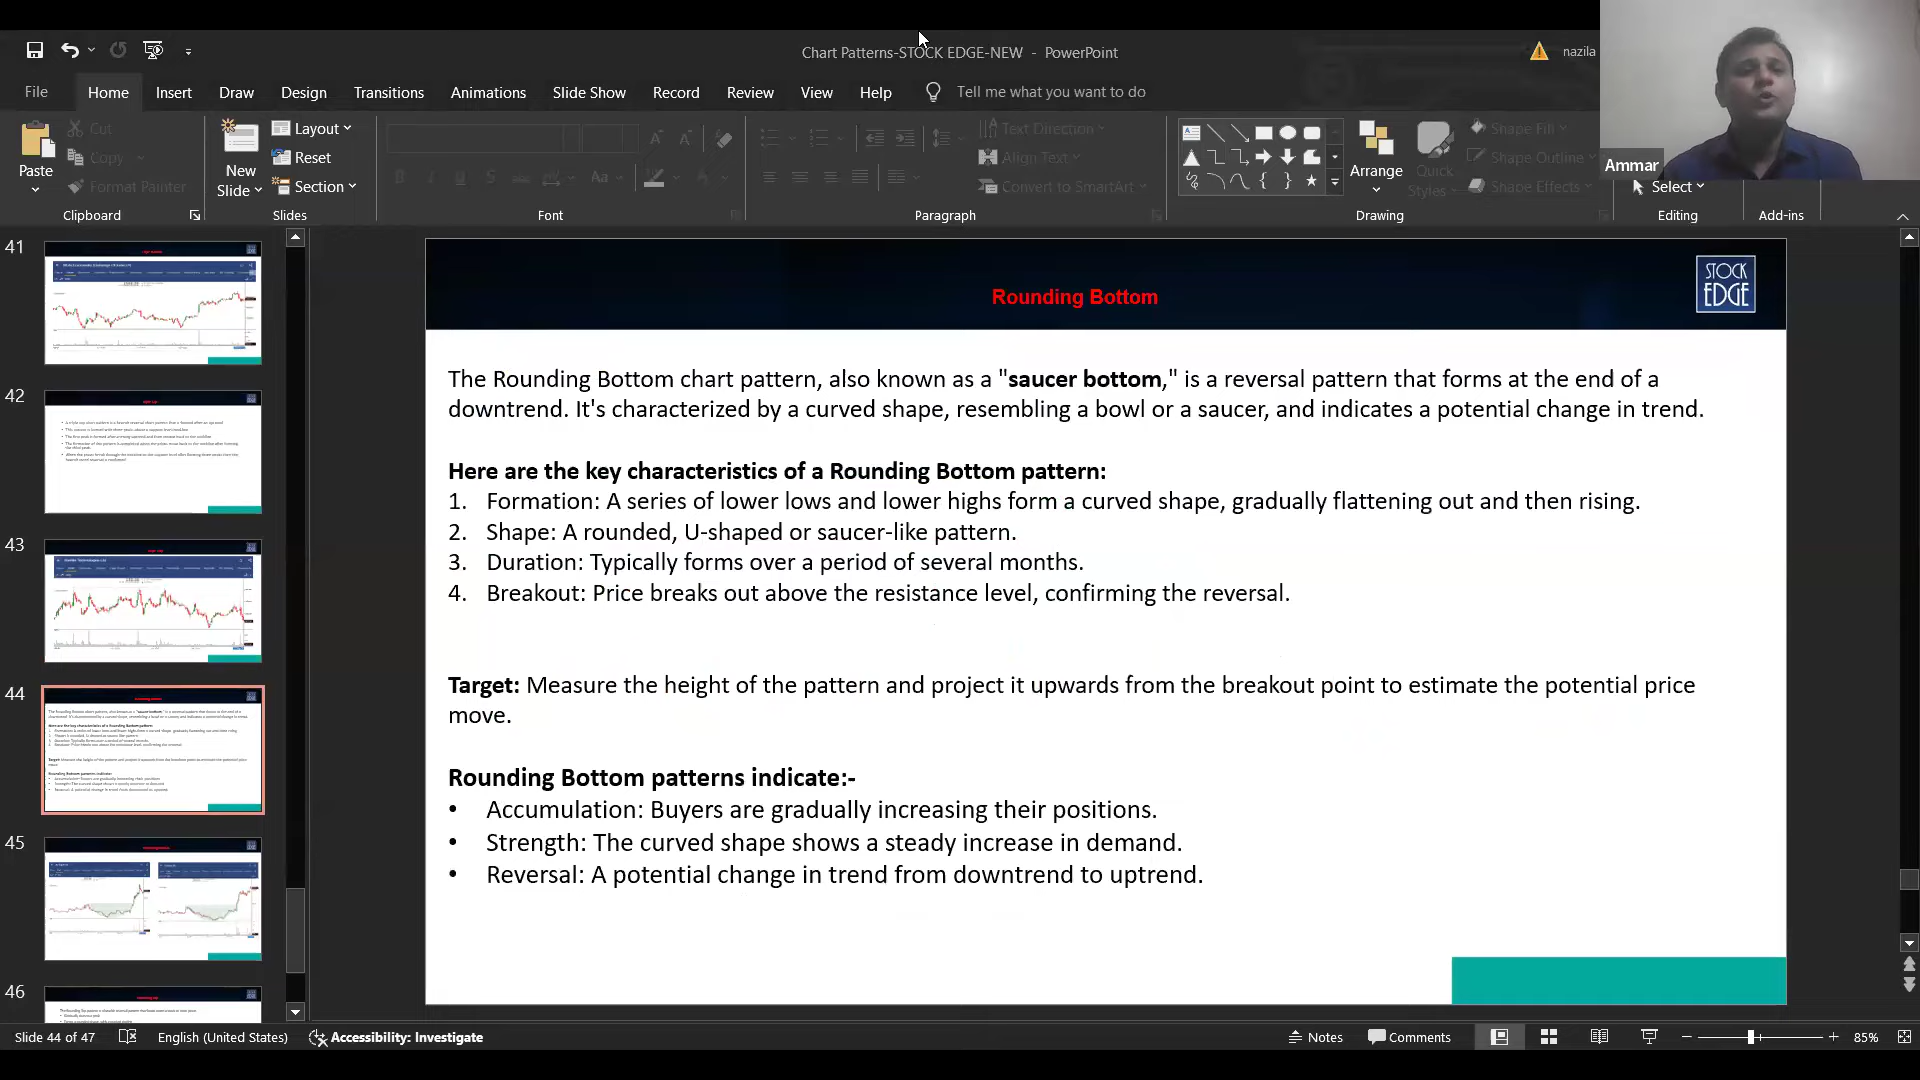 Chart Patterns-STOCK EDGE-NEW - PowerPoint
nazila
File Home Insert Draw Design Transitions Animations Slide Show Record Review View Help Tell me what you want to do
Paste
Cut
Copy
Format Painter
Clipboard
New
Slide
Layout
Reset
Section
Slides
Font
Text Direction
Align Text
Convert to SmartArt
Paragraph
Arrange
Quick
Styles
Shape Fill
Shape Outline
Shape Effects
Drawing
Ammar
Select
Editing
Add-ins
41
42
43
44
45
46
Rounding Bottom
STOCK
EDGE
The Rounding Bottom chart pattern, also known as a "saucer bottom," is a reversal pattern that forms at the end of a
downtrend. It's characterized by a curved shape, resembling a bowl or a saucer, and indicates a potential change in trend.
Here are the key characteristics of a Rounding Bottom pattern:
1. Formation: A series of lower lows and lower highs form a curved shape, gradually flattening out and then rising.
2. Shape: A rounded, U-shaped or saucer-like pattern.
3. Duration: Typically forms over a period of several months.
4. Breakout: Price breaks out above the resistance level, confirming the reversal.
Target: Measure the height of the pattern and project it upwards from the breakout point to estimate the potential price
move.
Rounding Bottom patterns indicate:-
• Accumulation: Buyers are gradually increasing their positions.
• Strength: The curved shape shows a steady increase in demand.
• Reversal: A potential change in trend from downtrend to uptrend.
Slide 44 of 47 English (United States) Accessibility: Investigate Notes Comments 85%